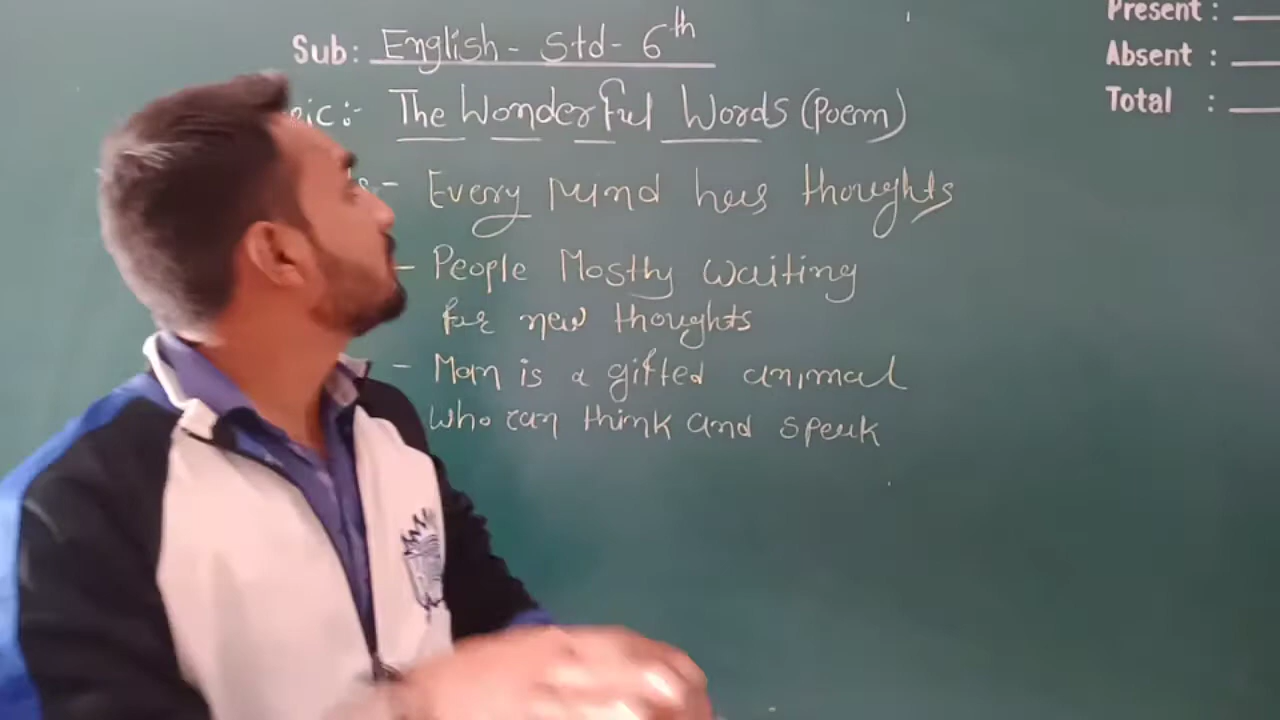 Sub: English - Std - 6th
The Wonderful Words (Poem)
- Every Mind has thoughts
- People Mostly waiting
for new thoughts
- Man is a gifted animal
who can think and speak
Present :
Absent :
Total :